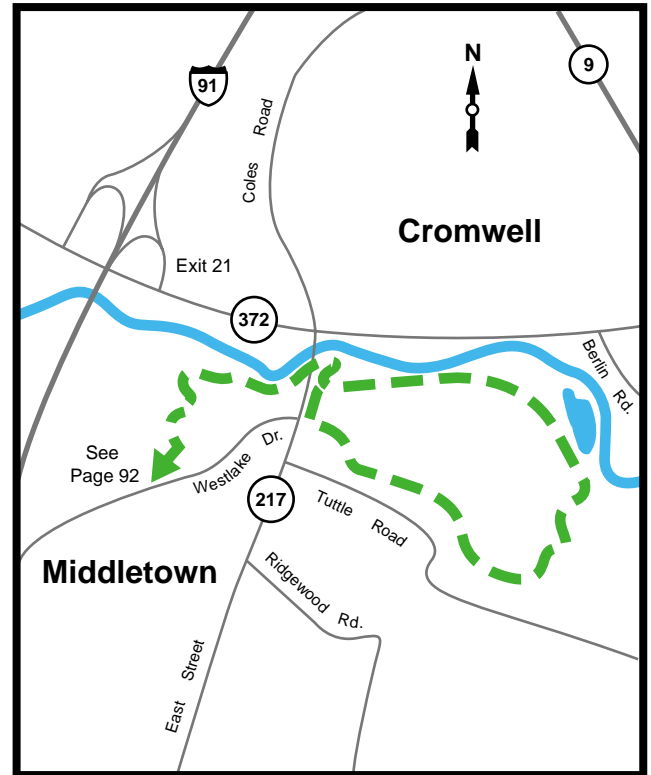 91
9
N
Coles Road
Cromwell
Exit 21
372
Berlin Rd.
See
Page 92
Westlake Dr.
217
Tuttle Road
Middletown
Ridgewood Rd.
East Street